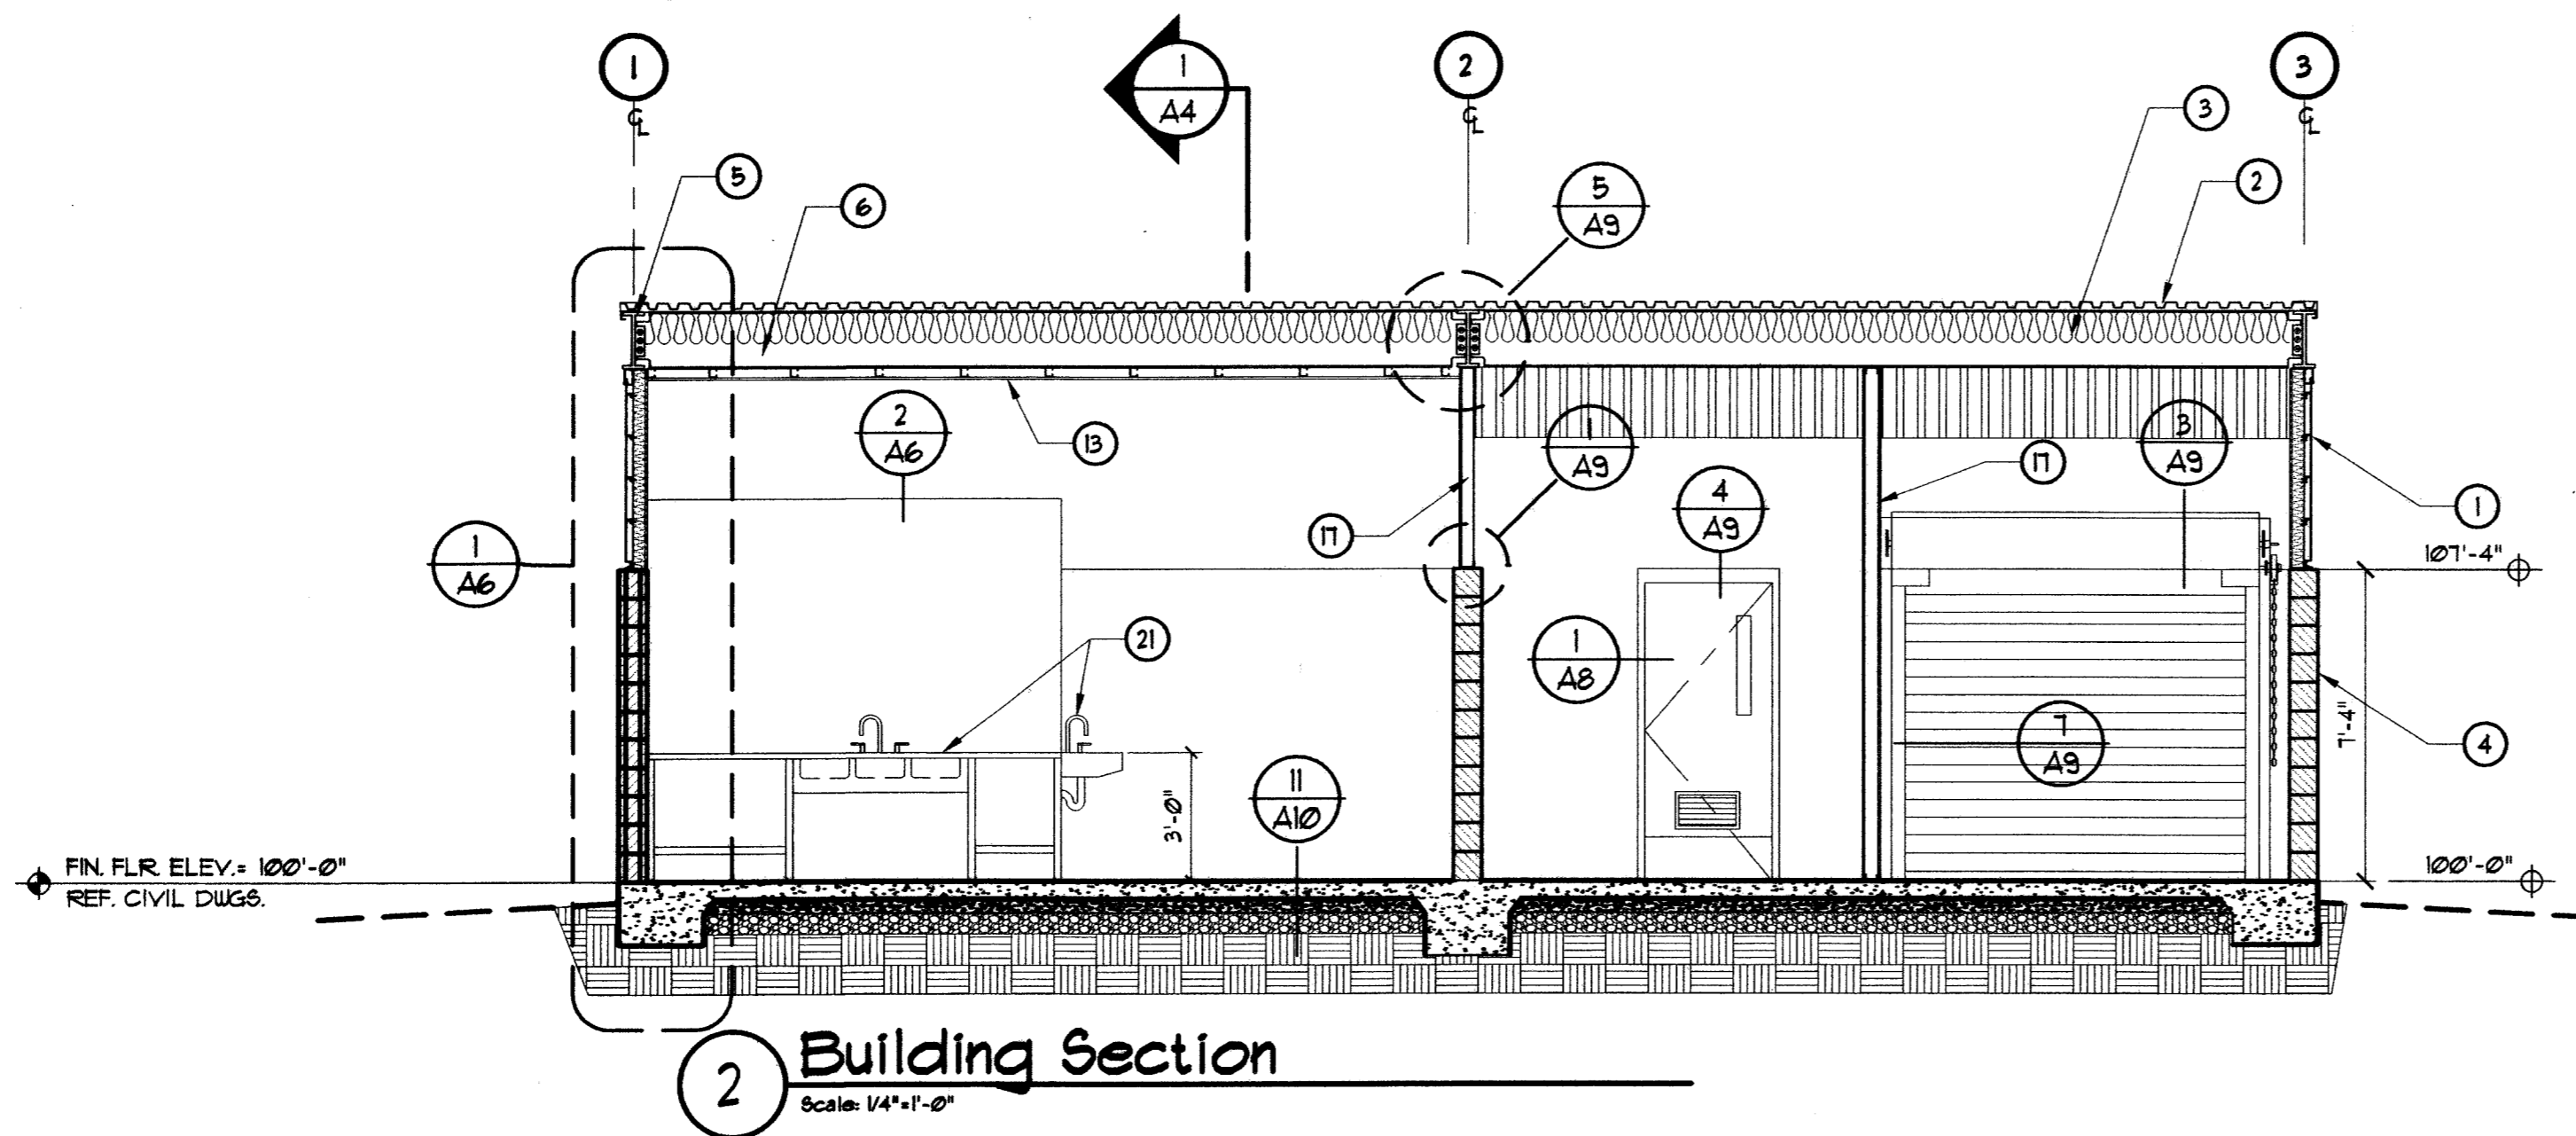 1
1
A4
2
3
C̲L
C̲L
C̲L
3
5
6
5
A9
2
2
A6
13
1
A9
3
A9
17
4
A9
17
1
1
A6
107'-4"
21
1
A8
7'-4"
7
A9
4
11
A10
3'-0"
FIN. FLR. ELEV.= 100'-0"
REF. CIVIL DWGS.
100'-0"
2
Building Section
Scale: 1/4"=1'-0"